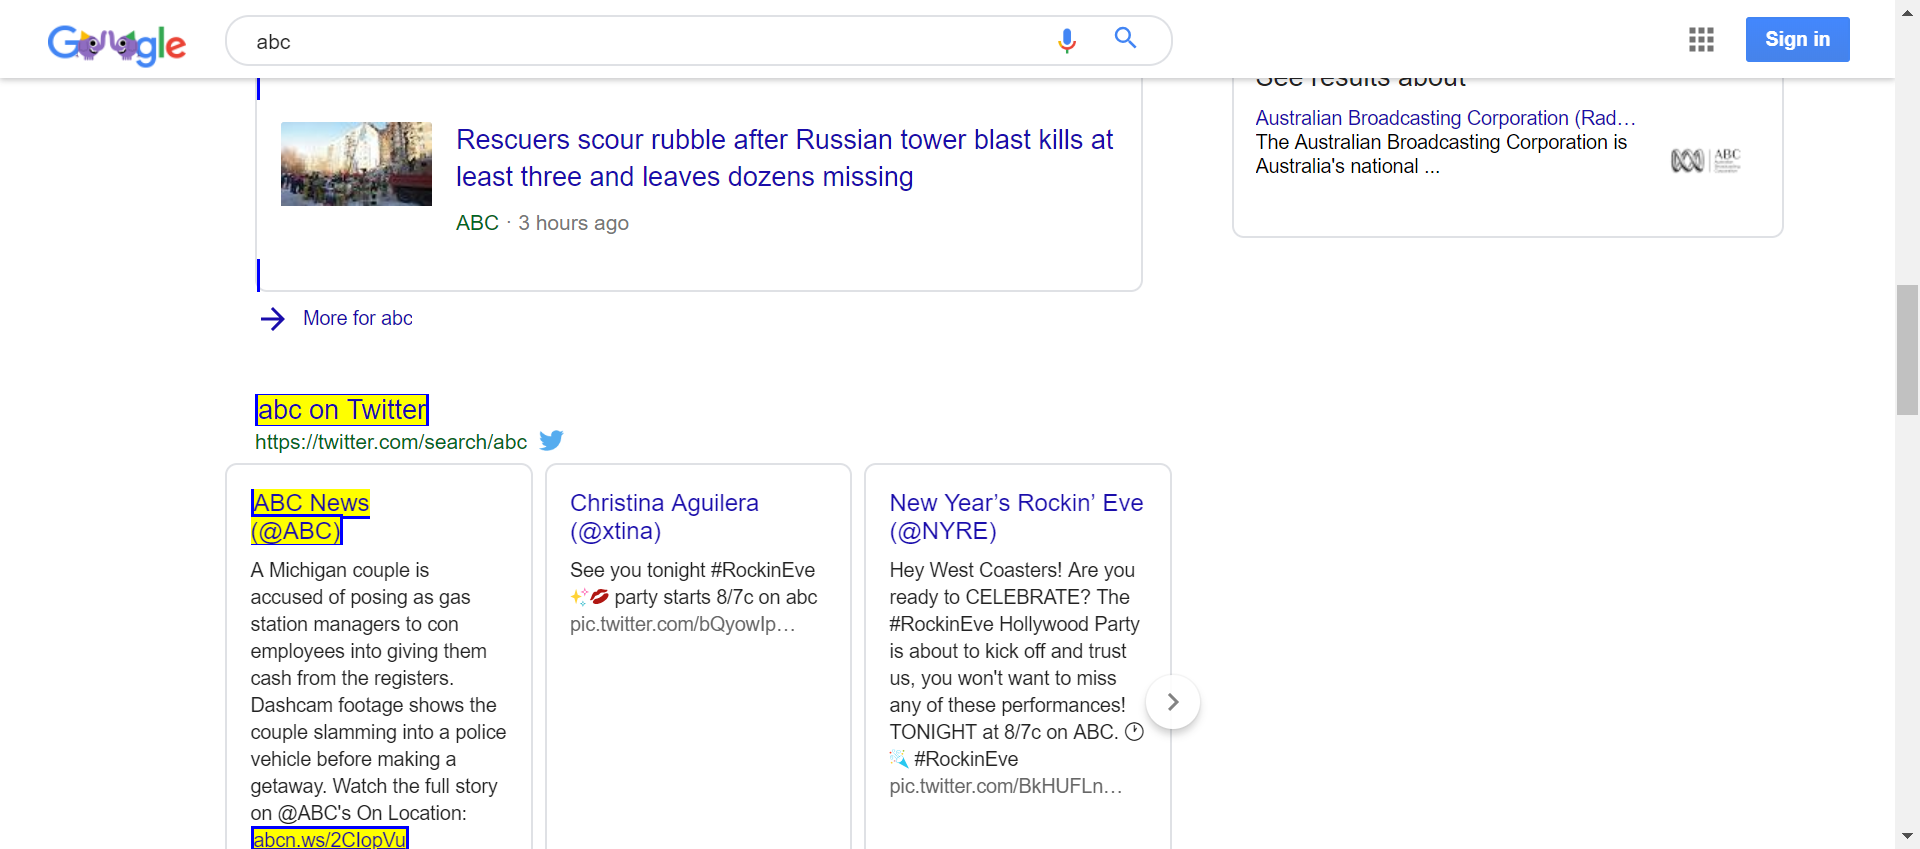 Google
abc
Sign in
Rescuers scour rubble after Russian tower blast kills at
least three and leaves dozens missing
ABC · 3 hours ago
More for abc
See results about
Australian Broadcasting Corporation (Rad...
The Australian Broadcasting Corporation is
Australia's national ...
ABC
abc on Twitter
https://twitter.com/search/abc
ABC News
(@ABC)
A Michigan couple is
accused of posing as gas
station managers to con
employees into giving them
cash from the registers.
Dashcam footage shows the
couple slamming into a police
vehicle before making a
getaway. Watch the full story
on @ABC's On Location:
abcn.ws/2CIopVu
Christina Aguilera
(@xtina)
See you tonight #RockinEve
✨💋 party starts 8/7c on abc
pic.twitter.com/bQyowIp…
New Year’s Rockin’ Eve
(@NYRE)
Hey West Coasters! Are you
ready to CELEBRATE? The
#RockinEve Hollywood Party
is about to kick off and trust
us, you won't want to miss
any of these performances!
TONIGHT at 8/7c on ABC. 🕐
🎉 #RockinEve
pic.twitter.com/BkHUFLn…